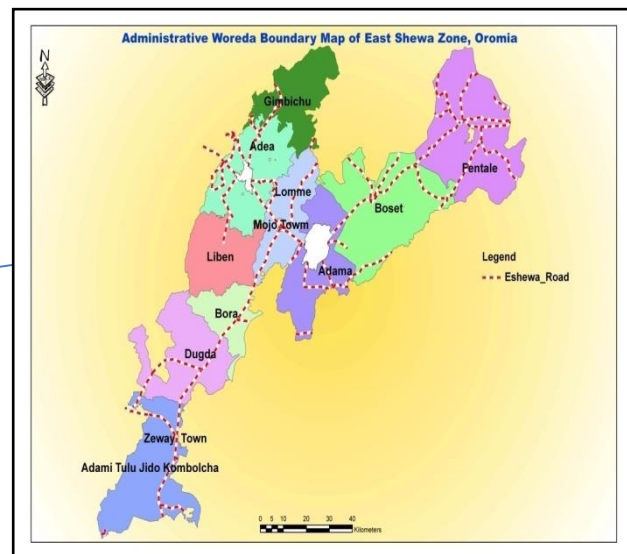 Administrative Woreda Boundary Map of East Shewa Zone, Oromia
N
Gimbichu
Adea
Fentale
Lomme
Boset
Mojo Towm
Liben
Legend
Adama
Eshewa_Road
Bora
Dugda
Zeway Town
Adami Tulu Jido Kombolcha
0 5 10 20 30 40
Kilometers